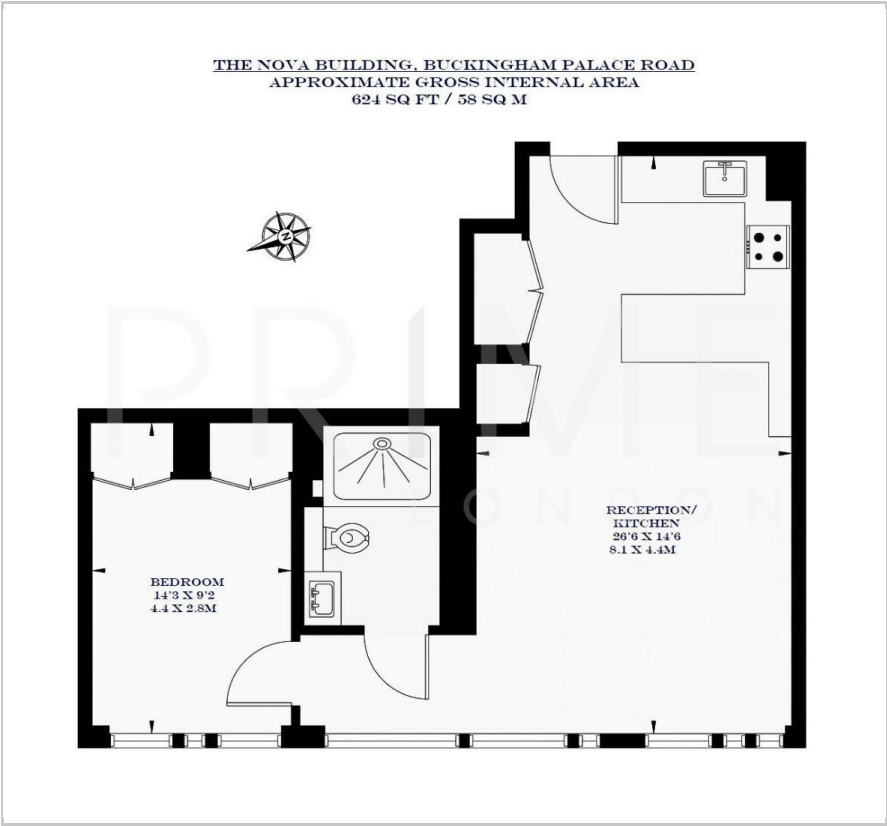 THE NOVA BUILDING, BUCKINGHAM PALACE ROAD
APPROXIMATE GROSS INTERNAL AREA
624 SQ FT / 58 SQ M
N
PRIME
LONDON
RECEPTION/
KITCHEN
26'6 X 14'6
8.1 X 4.4M
BEDROOM
14'3 X 9'2
4.4 X 2.8M